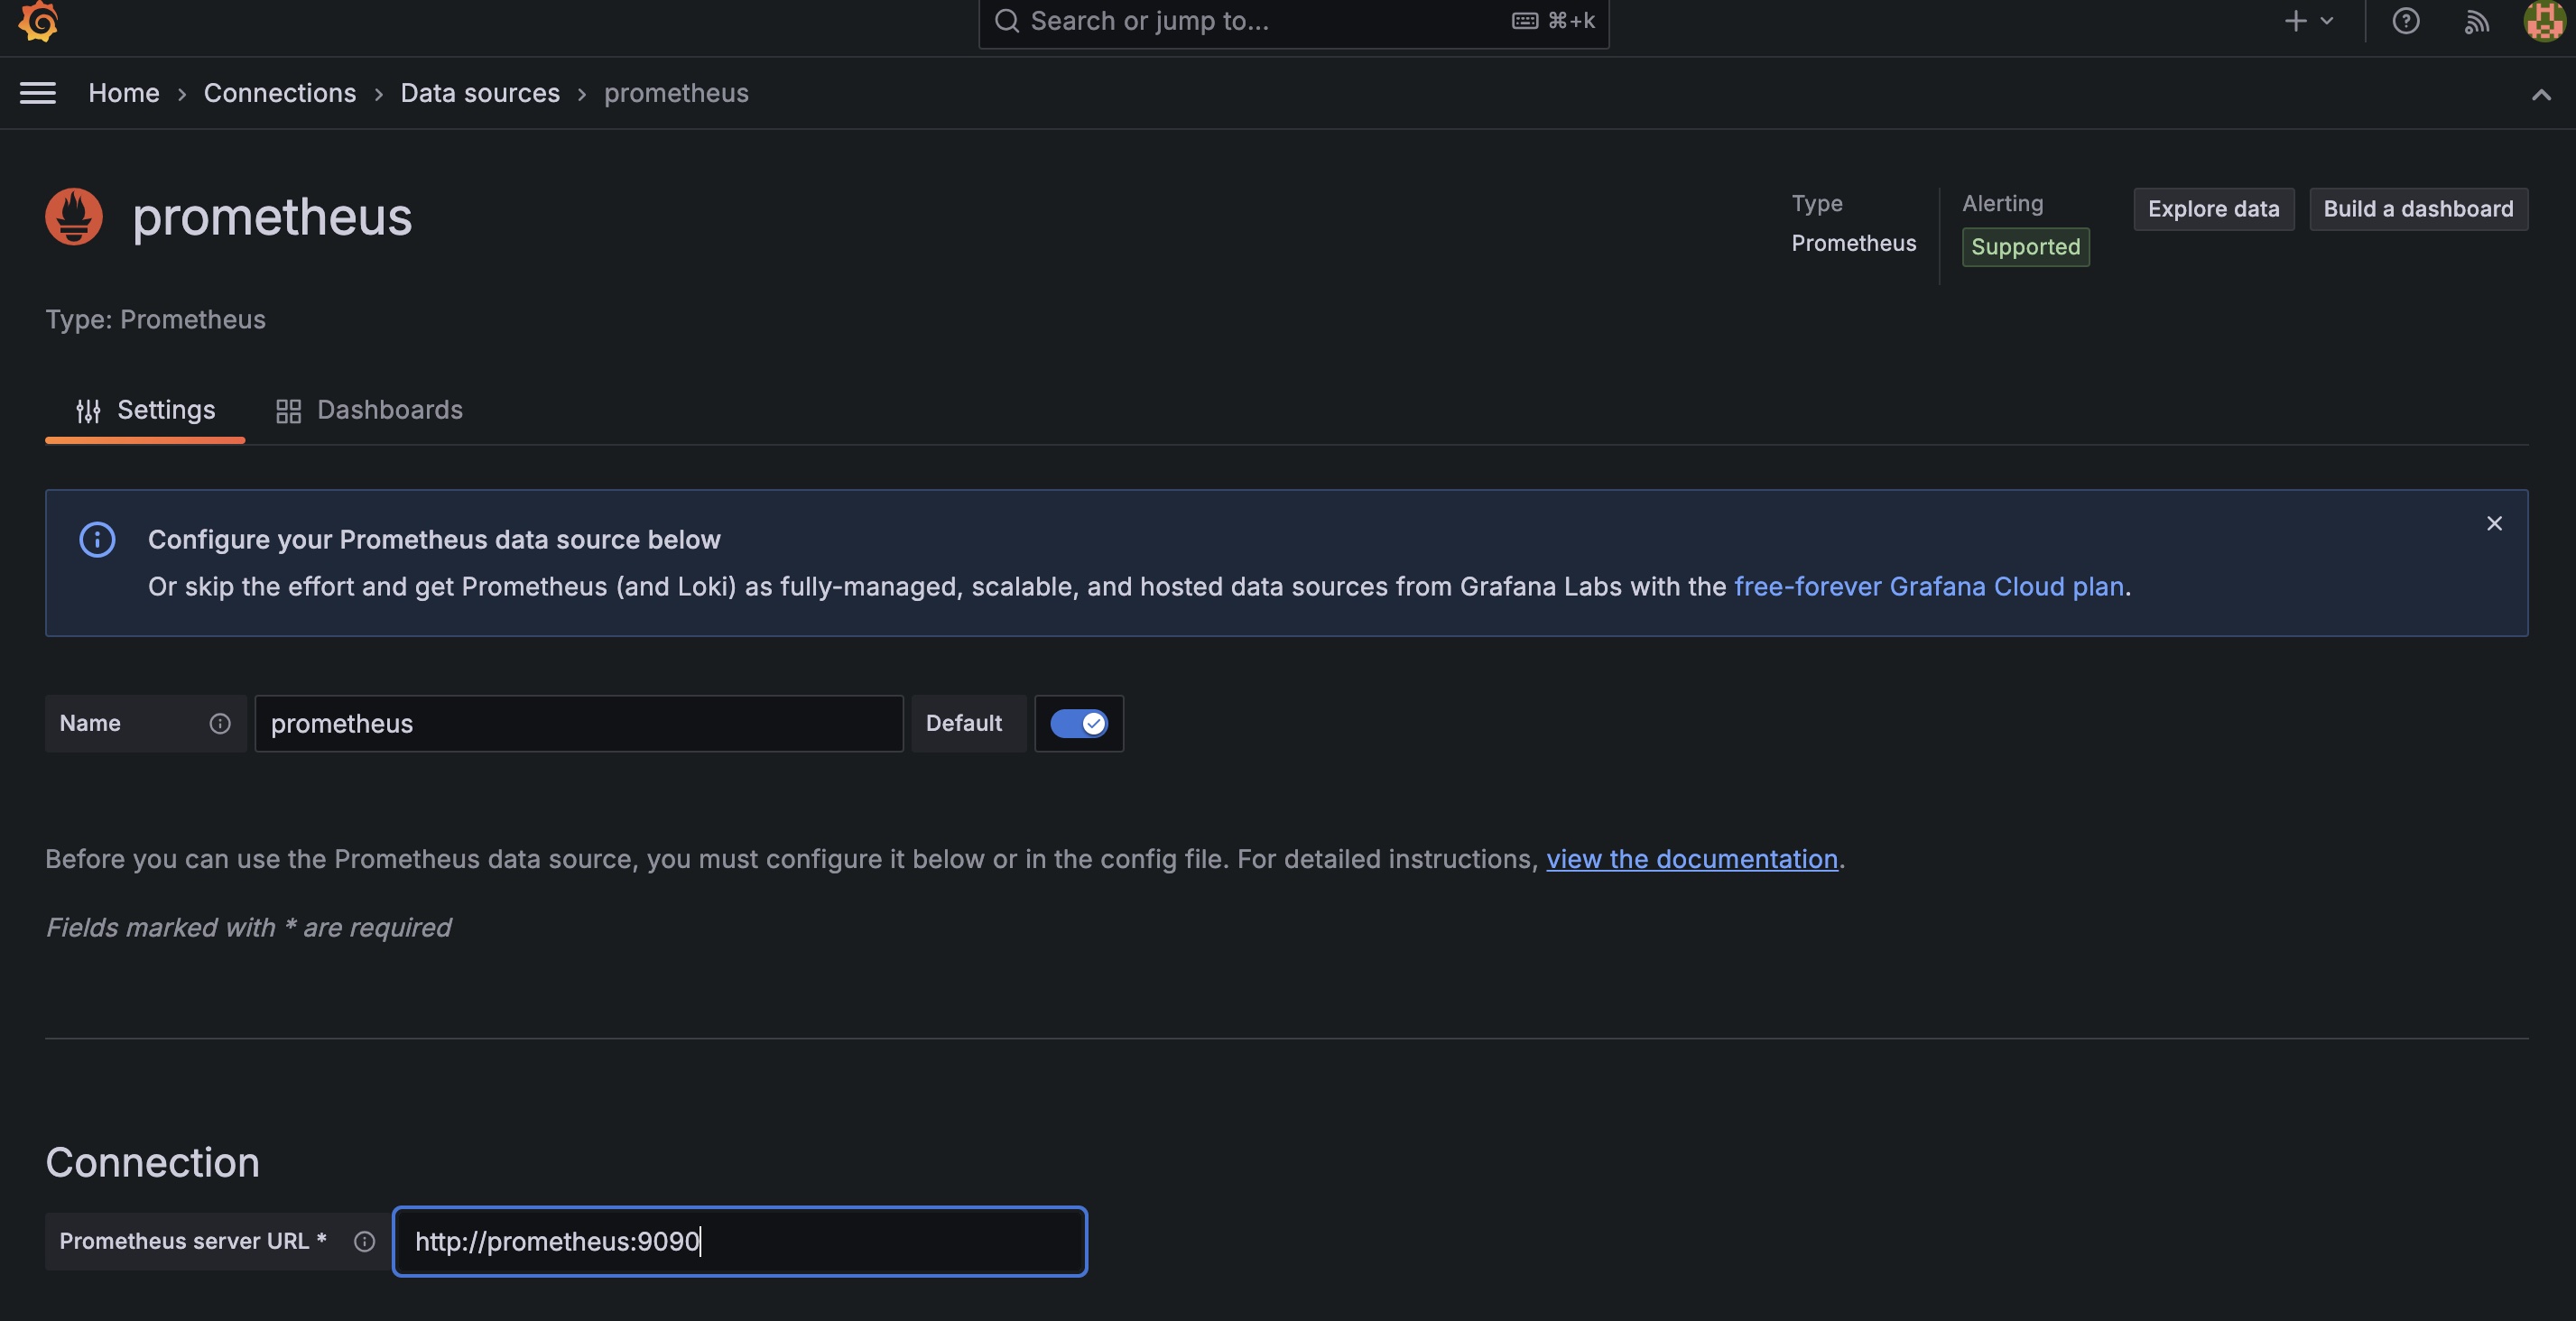 Search or jump to... ⌘+k
Home › Connections › Data sources › prometheus
prometheus
Type
Prometheus
Alerting
Supported
Explore data
Build a dashboard
Type: Prometheus
Settings
Dashboards
Configure your Prometheus data source below
Or skip the effort and get Prometheus (and Loki) as fully-managed, scalable, and hosted data sources from Grafana Labs with the free-forever Grafana Cloud plan.
Name prometheus Default
Before you can use the Prometheus data source, you must configure it below or in the config file. For detailed instructions, view the documentation.
Fields marked with * are required
Connection
Prometheus server URL * http://prometheus:9090